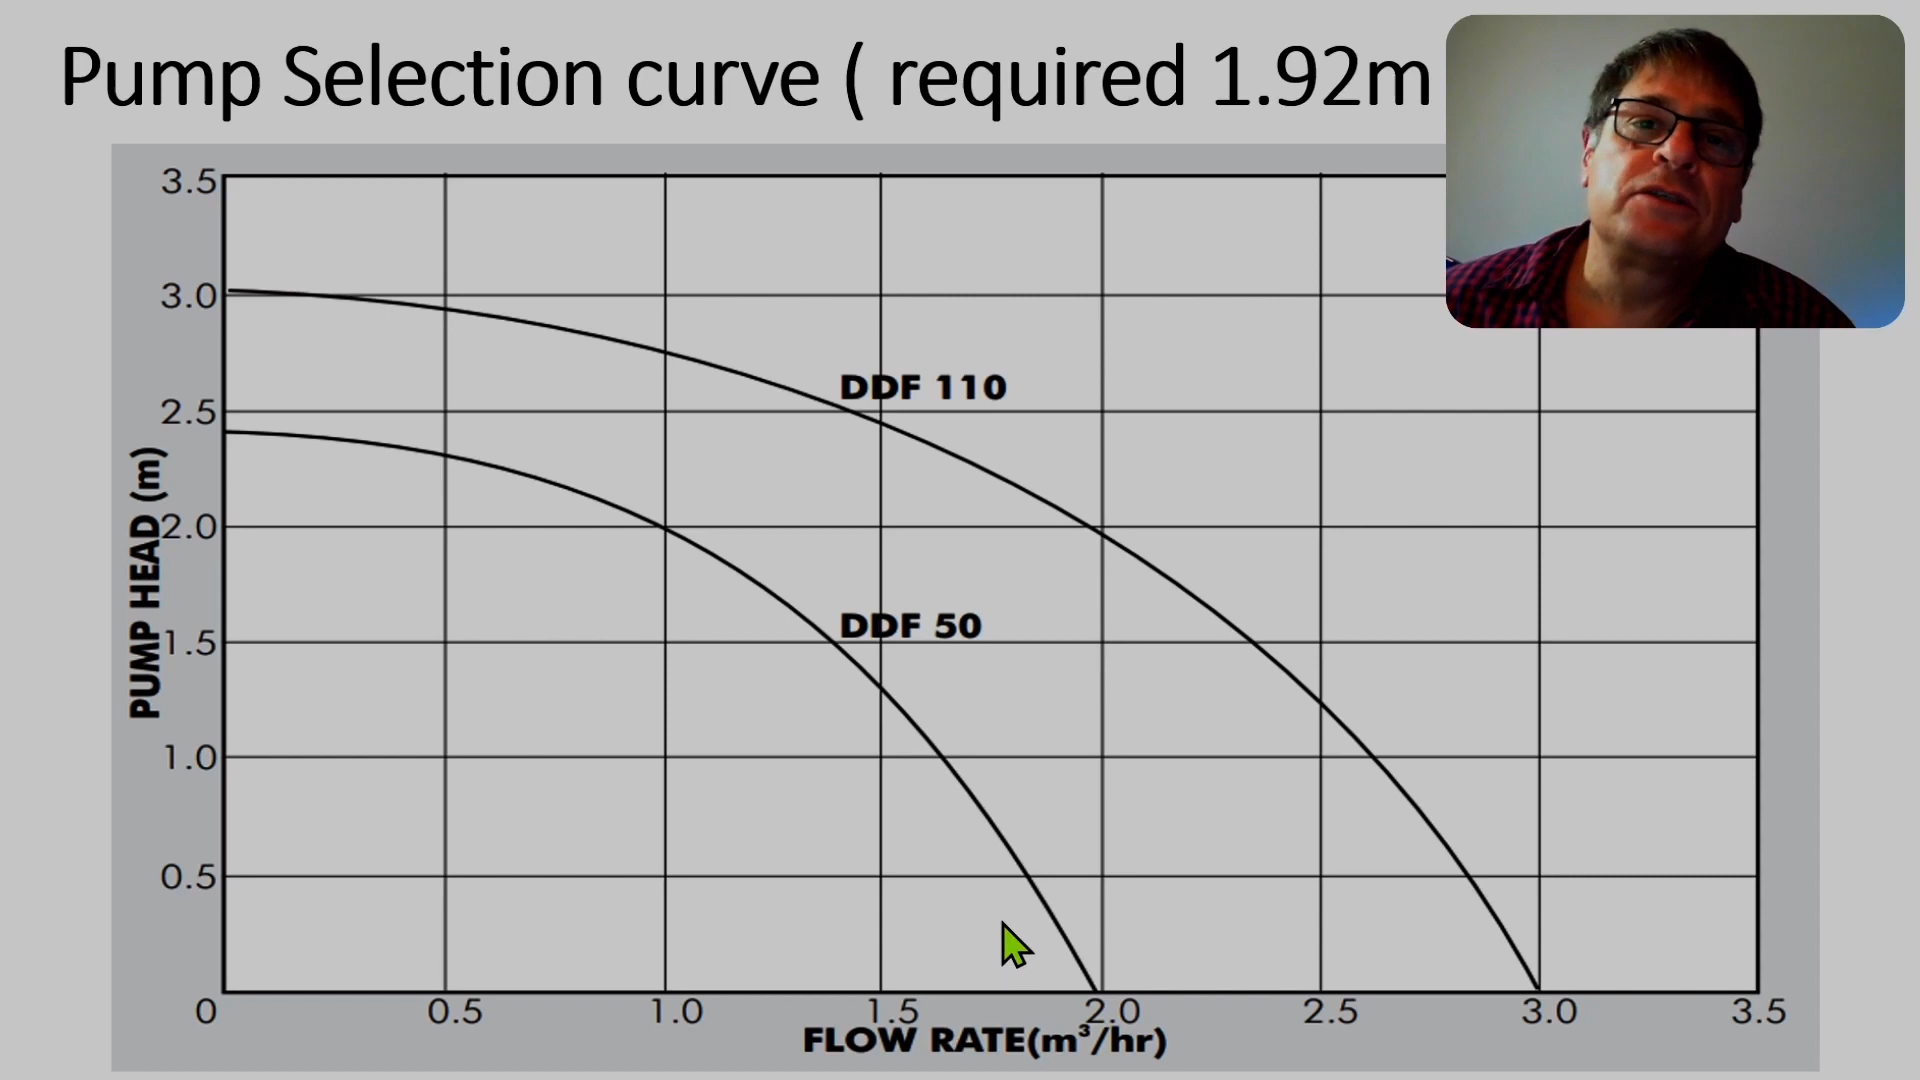 Pump Selection curve ( required 1.92m
3.5
3.0
2.5
2.0
1.5
1.0
0.5
0
PUMP HEAD (m)
DDF 110
DDF 50
0.5 1.0 1.5 2.0 2.5 3.0 3.5
FLOW RATE(m³/hr)